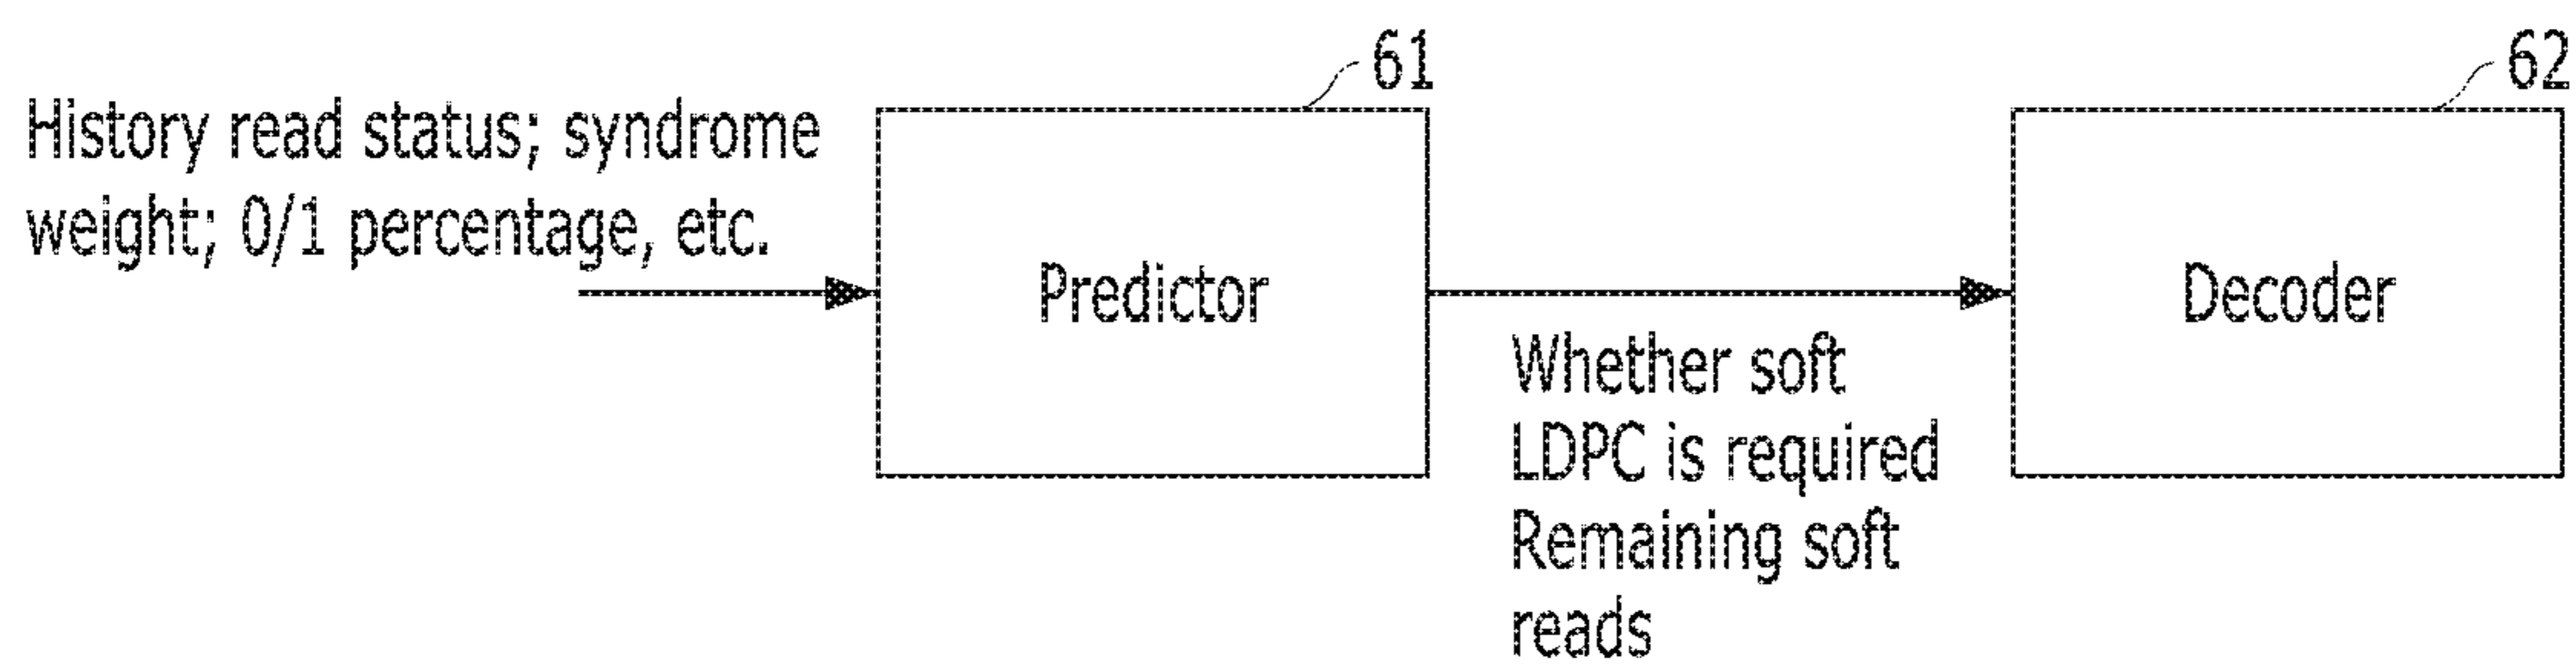 61
62
History read status; syndrome
weight; 0/1 percentage, etc.
Predictor
Decoder
Whether soft
LDPC is required
Remaining soft
reads